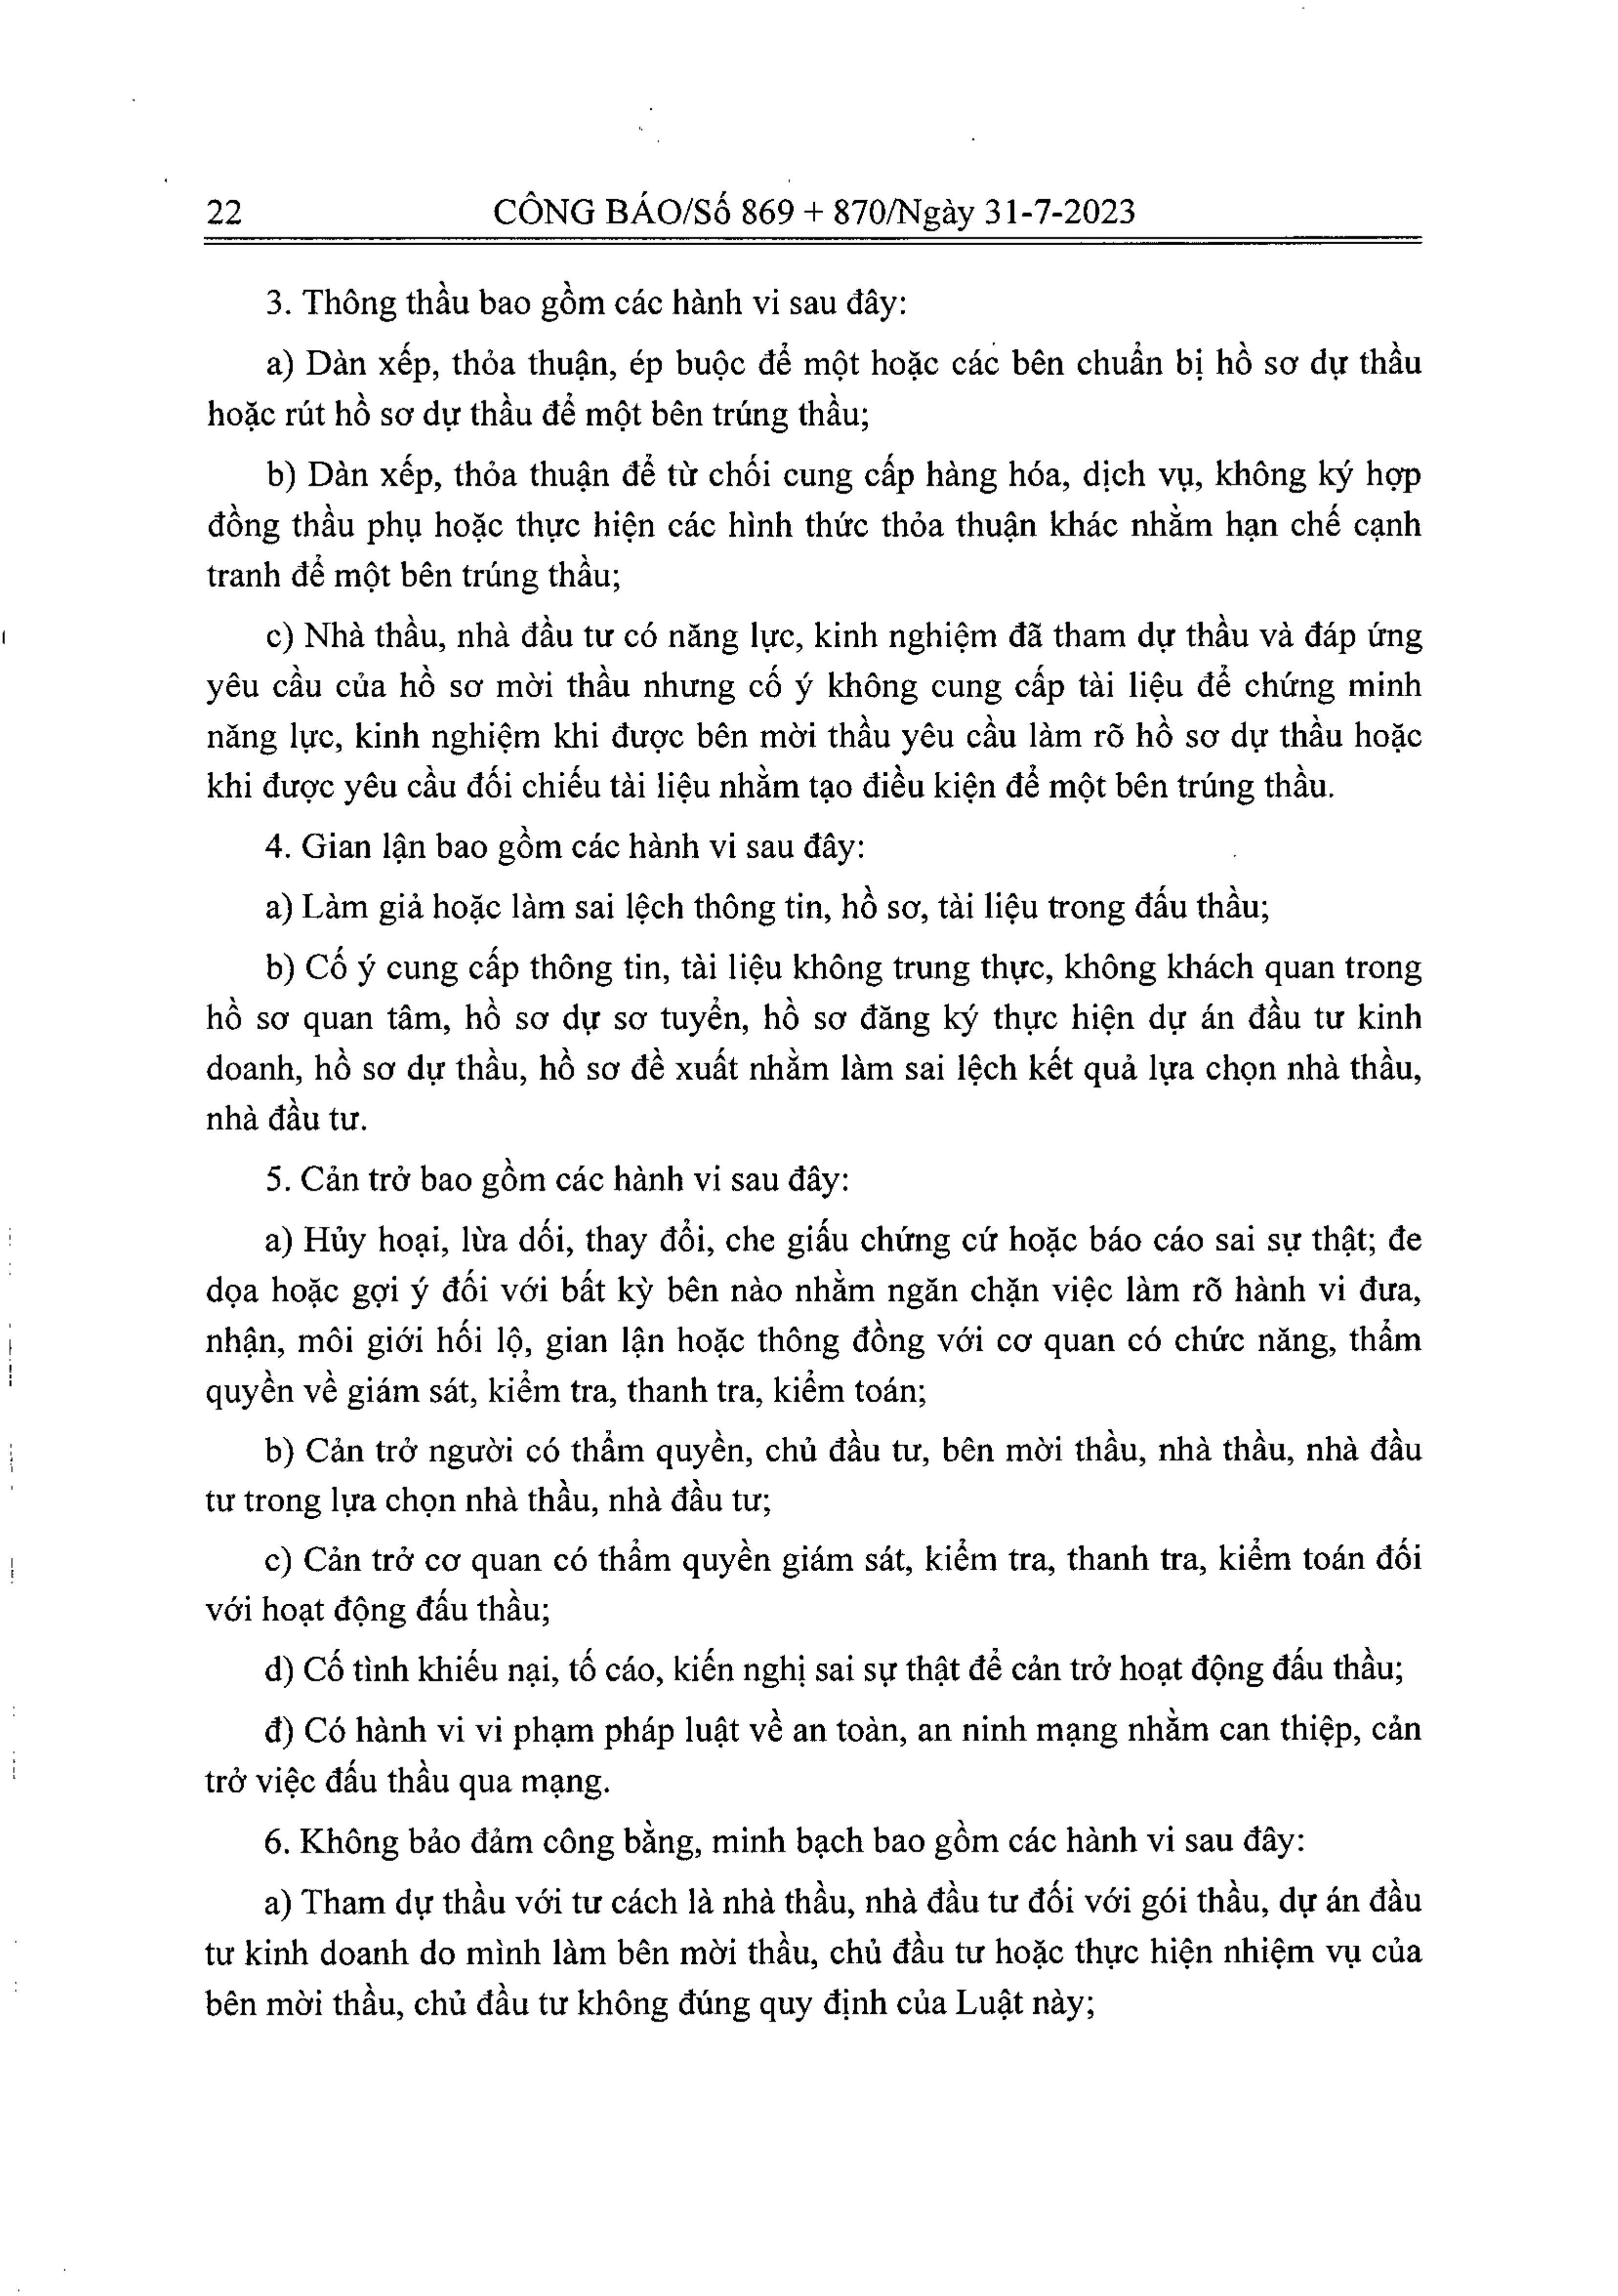 22 CÔNG BÁO/Số 869 + 870/Ngày 31-7-2023
3. Thông thầu bao gồm các hành vi sau đây:
a) Dàn xếp, thỏa thuận, ép buộc để một hoặc các bên chuẩn bị hồ sơ dự thầu
hoặc rút hồ sơ dự thầu để một bên trúng thầu;
b) Dàn xếp, thỏa thuận để từ chối cung cấp hàng hóa, dịch vụ, không ký hợp
đồng thầu phụ hoặc thực hiện các hình thức thỏa thuận khác nhằm hạn chế cạnh
tranh để một bên trúng thầu;
c) Nhà thầu, nhà đầu tư có năng lực, kinh nghiệm đã tham dự thầu và đáp ứng
yêu cầu của hồ sơ mời thầu nhưng cố ý không cung cấp tài liệu để chứng minh
năng lực, kinh nghiệm khi được bên mời thầu yêu cầu làm rõ hồ sơ dự thầu hoặc
khi được yêu cầu đối chiếu tài liệu nhằm tạo điều kiện để một bên trúng thầu.
4. Gian lận bao gồm các hành vi sau đây:
a) Làm giả hoặc làm sai lệch thông tin, hồ sơ, tài liệu trong đấu thầu;
b) Cố ý cung cấp thông tin, tài liệu không trung thực, không khách quan trong
hồ sơ quan tâm, hồ sơ dự sơ tuyển, hồ sơ đăng ký thực hiện dự án đầu tư kinh
doanh, hồ sơ dự thầu, hồ sơ đề xuất nhằm làm sai lệch kết quả lựa chọn nhà thầu,
nhà đầu tư.
5. Cản trở bao gồm các hành vi sau đây:
a) Hủy hoại, lừa dối, thay đổi, che giấu chứng cứ hoặc báo cáo sai sự thật; đe
dọa hoặc gợi ý đối với bất kỳ bên nào nhằm ngăn chặn việc làm rõ hành vi đưa,
nhận, môi giới hối lộ, gian lận hoặc thông đồng với cơ quan có chức năng, thẩm
quyền về giám sát, kiểm tra, thanh tra, kiểm toán;
b) Cản trở người có thẩm quyền, chủ đầu tư, bên mời thầu, nhà thầu, nhà đầu
tư trong lựa chọn nhà thầu, nhà đầu tư;
c) Cản trở cơ quan có thẩm quyền giám sát, kiểm tra, thanh tra, kiểm toán đối
với hoạt động đấu thầu;
d) Cố tình khiếu nại, tố cáo, kiến nghị sai sự thật để cản trở hoạt động đấu thầu;
đ) Có hành vi vi phạm pháp luật về an toàn, an ninh mạng nhằm can thiệp, cản
trở việc đấu thầu qua mạng.
6. Không bảo đảm công bằng, minh bạch bao gồm các hành vi sau đây:
a) Tham dự thầu với tư cách là nhà thầu, nhà đầu tư đối với gói thầu, dự án đầu
tư kinh doanh do mình làm bên mời thầu, chủ đầu tư hoặc thực hiện nhiệm vụ của
bên mời thầu, chủ đầu tư không đúng quy định của Luật này;